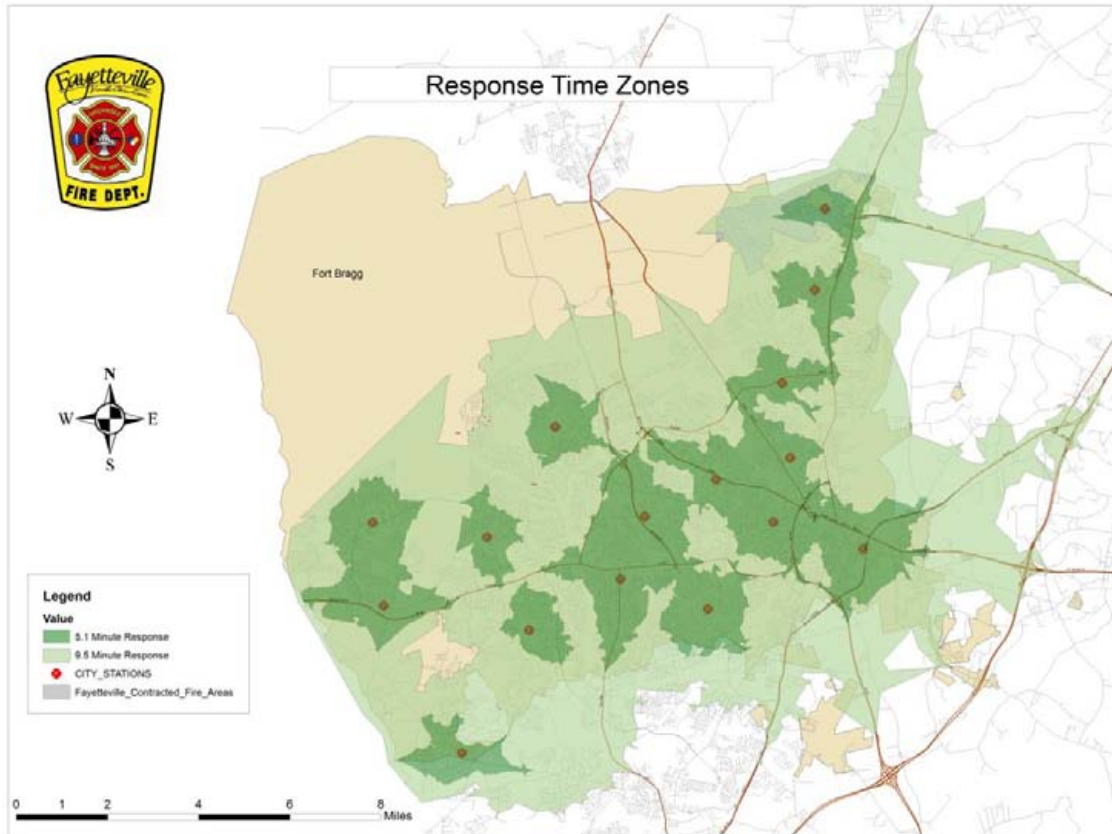 Fayetteville
FIRE DEPT.
Response Time Zones
Fort Bragg
N
W
E
S
Legend
Value
5.1 Minute Response
9.5 Minute Response
CITY_STATIONS
Fayetteville_Contracted_Fire_Areas
0 1 2 4 6 8
Miles